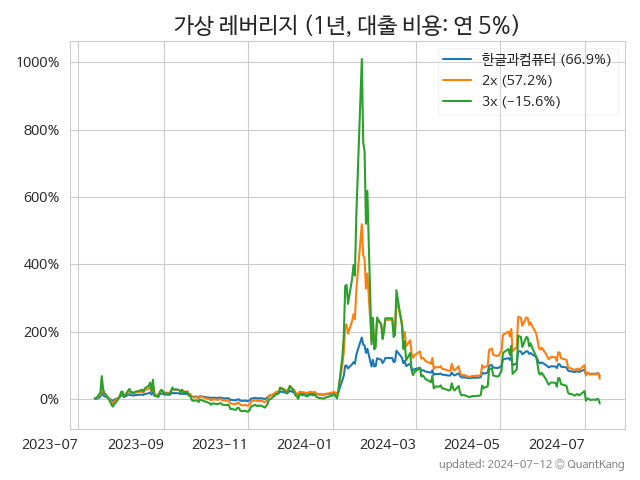 가상 레버리지 (1년, 대출 비용: 연 5%)
한글과컴퓨터 (66.9%)
2x (57.2%)
3x (−15.6%)
1000%
800%
600%
400%
200%
0%
2023-07 2023-09 2023-11 2024-01 2024-03 2024-05 2024-07
updated: 2024-07-12 © QuantKang